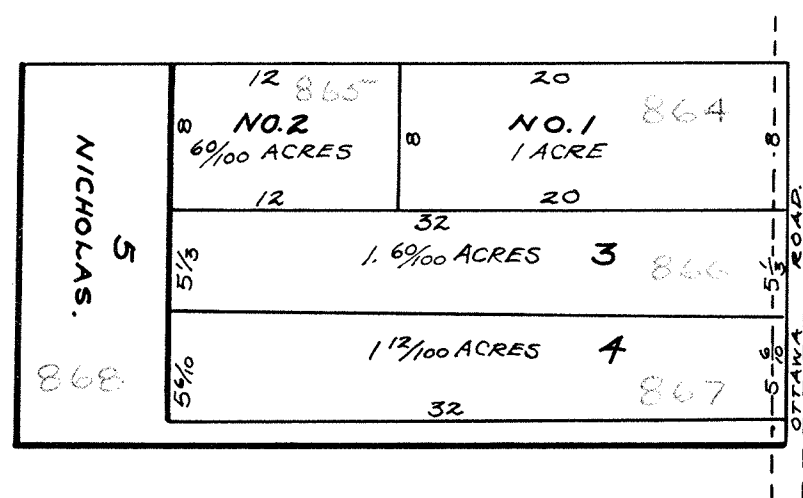 12
865
20
864
8
NO.2
60/100 ACRES
8
NO.1
1 ACRE
8
12
20
NICHOLAS.
5
868
32
5 1/3
1. 60/100 ACRES
3
866
5 1/3
1 12/100 ACRES
4
5 6/10
867
5 6/10
32
OTTAWA ROAD.